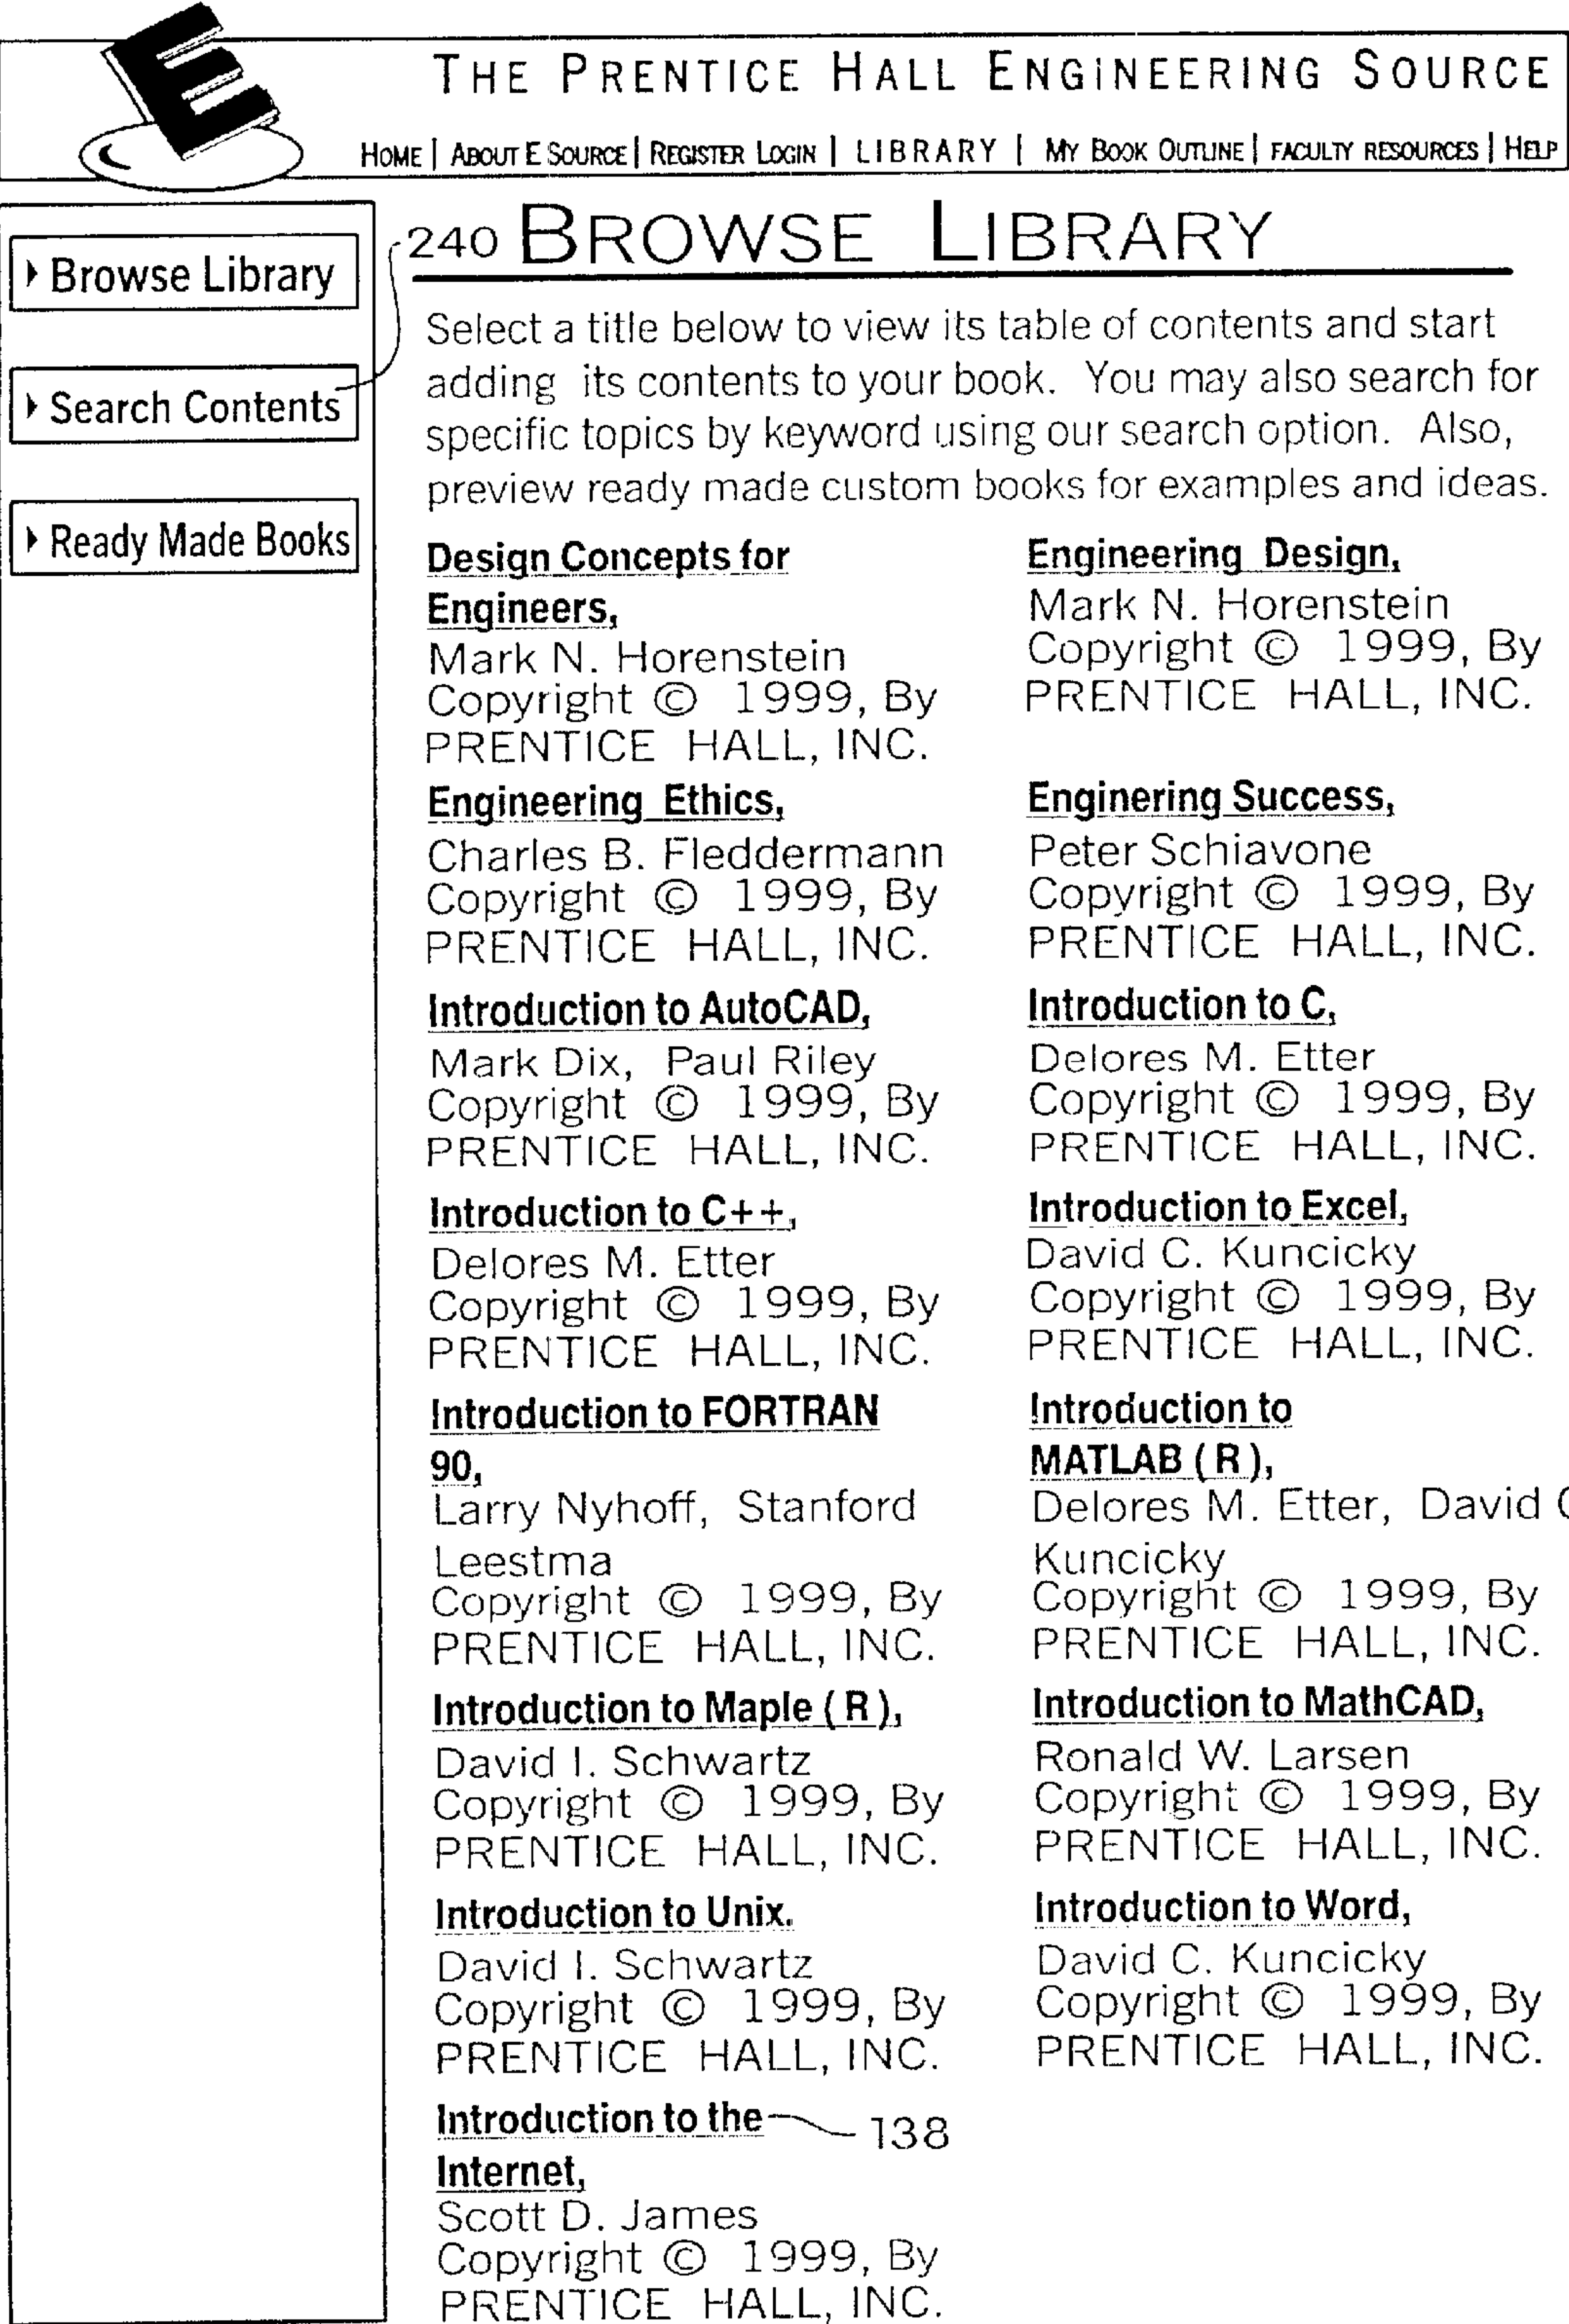 THE PRENTICE HALL ENGINEERING SOURCE
HOME | ABOUT E SOURCE | REGISTER LOGIN | LIBRARY | MY BOOK OUTLINE | FACULTY RESOURCES | HELP
Browse Library
Search Contents
Ready Made Books
240
BROWSE LIBRARY
Select a title below to view its table of contents and start
adding its contents to your book. You may also search for
specific topics by keyword using our search option. Also,
preview ready made custom books for examples and ideas.
Design Concepts for
Engineers,
Mark N. Horenstein
Copyright © 1999, By
PRENTICE HALL, INC.
Engineering Design,
Mark N. Horenstein
Copyright © 1999, By
PRENTICE HALL, INC.
Engineering Ethics,
Charles B. Fleddermann
Copyright © 1999, By
PRENTICE HALL, INC.
Enginering Success,
Peter Schiavone
Copyright © 1999, By
PRENTICE HALL, INC.
Introduction to AutoCAD,
Mark Dix, Paul Riley
Copyright © 1999, By
PRENTICE HALL, INC.
Introduction to C,
Delores M. Etter
Copyright © 1999, By
PRENTICE HALL, INC.
Introduction to C++,
Delores M. Etter
Copyright © 1999, By
PRENTICE HALL, INC.
Introduction to Excel,
David C. Kuncicky
Copyright © 1999, By
PRENTICE HALL, INC.
Introduction to FORTRAN
90,
Larry Nyhoff, Stanford
Leestma
Copyright © 1999, By
PRENTICE HALL, INC.
Introduction to
MATLAB (R),
Delores M. Etter, David
Kuncicky
Copyright © 1999, By
PRENTICE HALL, INC.
Introduction to Maple (R),
David I. Schwartz
Copyright © 1999, By
PRENTICE HALL, INC.
Introduction to MathCAD,
Ronald W. Larsen
Copyright © 1999, By
PRENTICE HALL, INC.
Introduction to Unix.
David I. Schwartz
Copyright © 1999, By
PRENTICE HALL, INC.
Introduction to Word,
David C. Kuncicky
Copyright © 1999, By
PRENTICE HALL, INC.
Introduction to the
138
Internet,
Scott D. James
Copyright © 1999, By
PRENTICE HALL, INC.